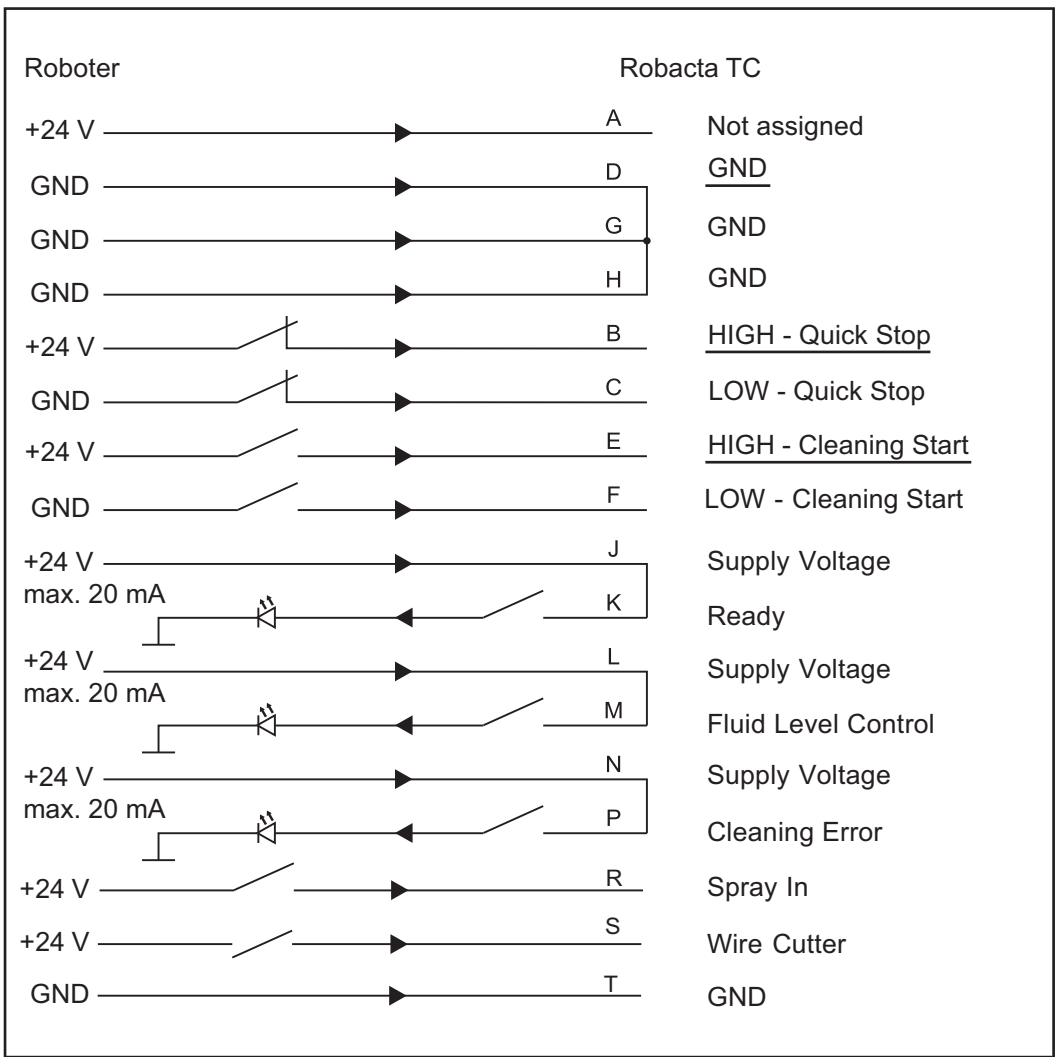 Roboter Robacta TC
+24 V A Not assigned
GND D GND
GND G GND
GND H GND
+24 V B HIGH - Quick Stop
GND C LOW - Quick Stop
+24 V E HIGH - Cleaning Start
GND F LOW - Cleaning Start
+24 V J Supply Voltage
max. 20 mA K Ready
+24 V L Supply Voltage
max. 20 mA M Fluid Level Control
+24 V N Supply Voltage
max. 20 mA P Cleaning Error
+24 V R Spray In
+24 V S Wire Cutter
GND T GND